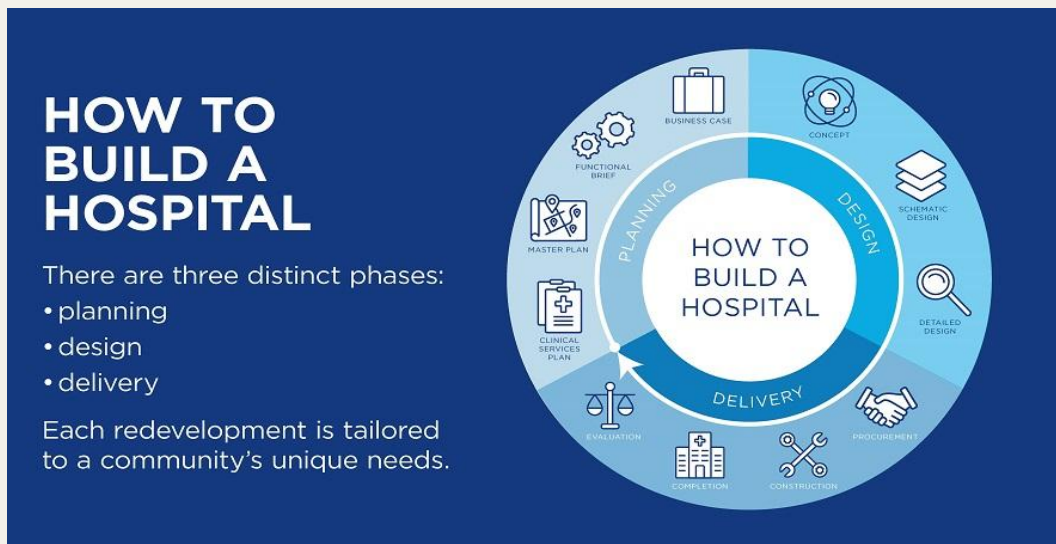 HOW TO
BUILD A
HOSPITAL
There are three distinct phases:
• planning
• design
• delivery
Each redevelopment is tailored
to a community's unique needs.
HOW TO
BUILD A
HOSPITAL
PLANNING
DESIGN
DELIVERY
CLINICAL
SERVICES
PLAN
MASTER PLAN
FUNCTIONAL
BRIEF
BUSINESS CASE
CONCEPT
SCHEMATIC
DESIGN
DETAILED
DESIGN
PROCUREMENT
CONSTRUCTION
COMPLETION
EVALUATION